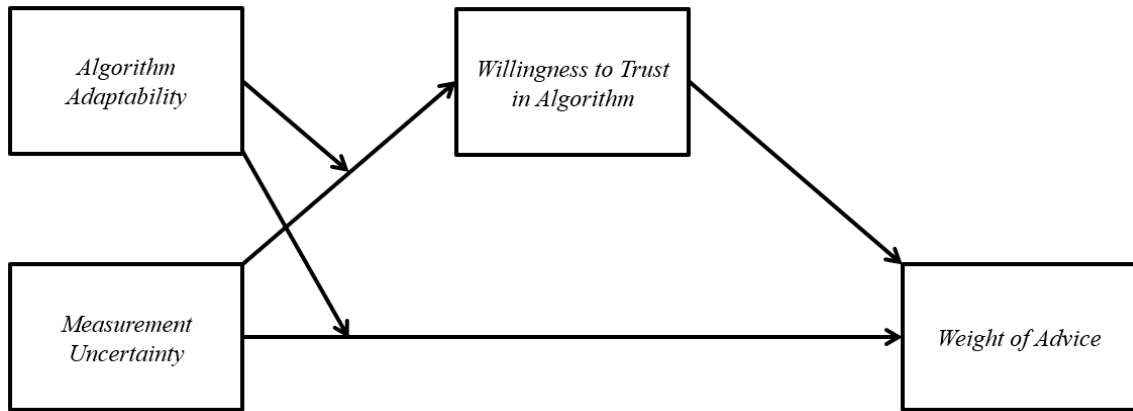 Algorithm
Adaptability
Willingness to Trust
in Algorithm
Measurement
Uncertainty
Weight of Advice